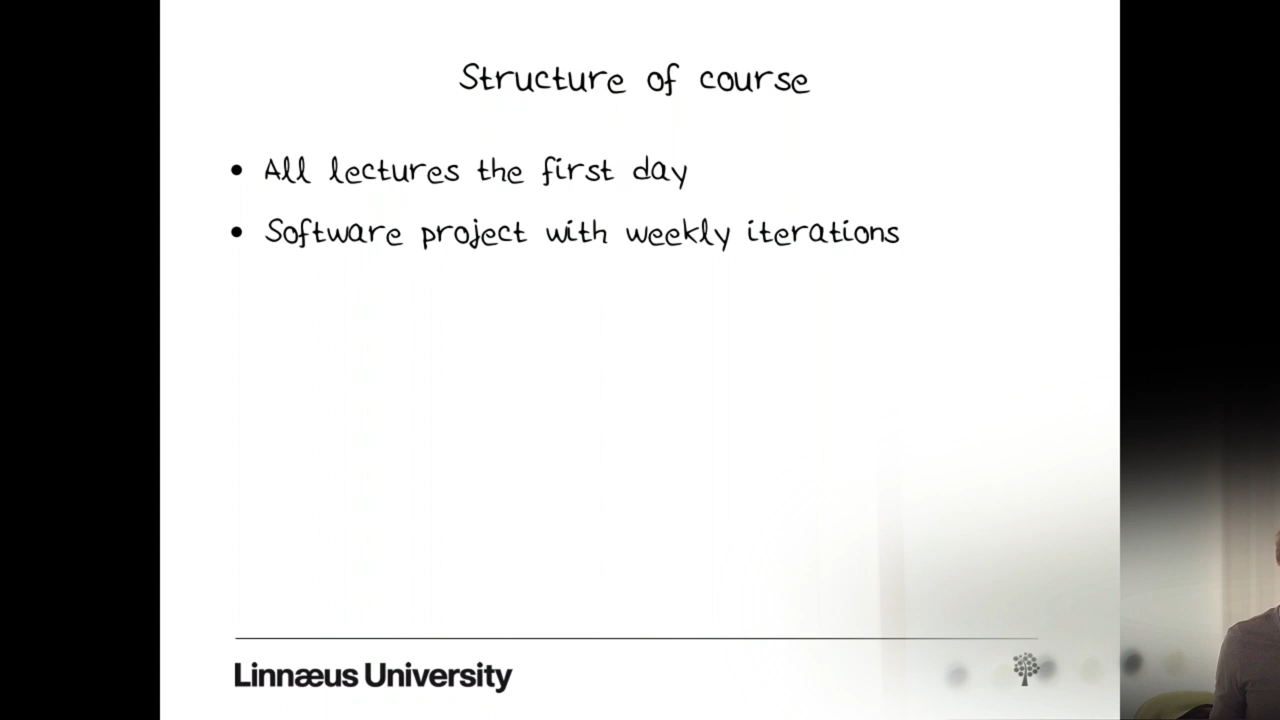 Structure of course
• All lectures the first day
• Software project with weekly iterations
Linnæus University